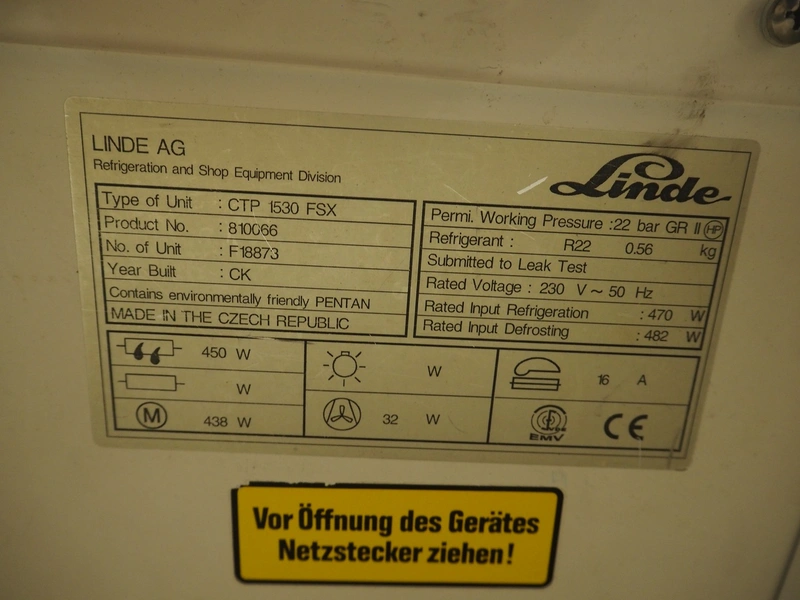 LINDE AG
Refrigeration and Shop Equipment Division
Linde
Type of Unit : CTP 1530 FSX
Product No. : 810066
No. of Unit : F18873
Year Built : CK
Contains environmentally friendly PENTAN
MADE IN THE CZECH REPUBLIC
Permi. Working Pressure :22 bar GR II HP
Refrigerant : R22 0.56 kg
Submitted to Leak Test
Rated Voltage : 230 V ~ 50 Hz
Rated Input Refrigeration : 470 W
Rated Input Defrosting : 482 W
450 W
W
M 438 W
W
32 W
16 A
EMV CE
Vor Öffnung des Gerätes
Netzstecker ziehen!